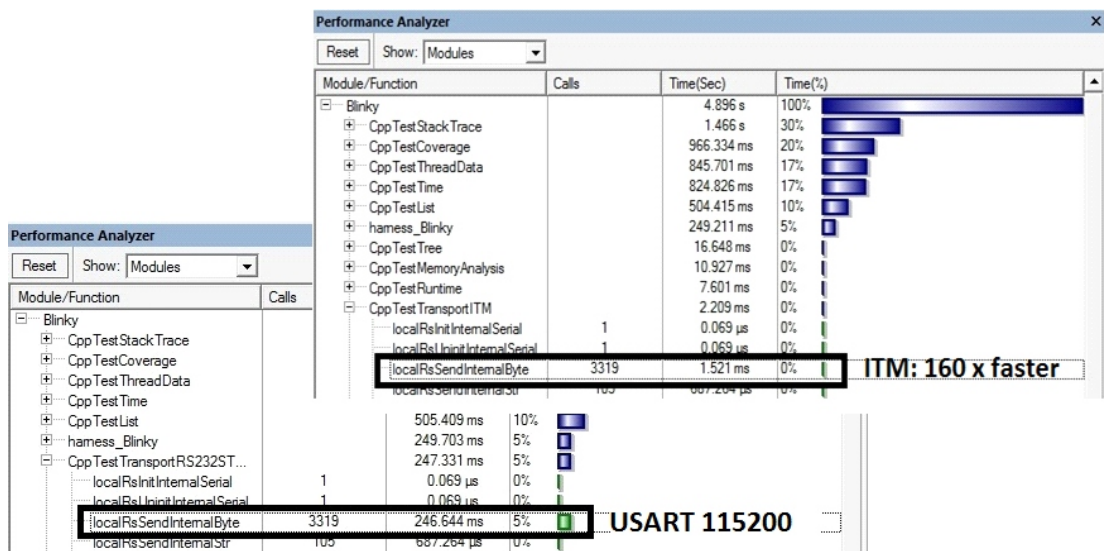 Performance Analyzer
Reset Show: Modules
Module/Function Calls Time(Sec) Time(%)
Blinky 4.896 s 100%
CppTestStackTrace 1.466 s 30%
CppTestCoverage 966.334 ms 20%
CppTestThreadData 845.701 ms 17%
CppTestTime 824.826 ms 17%
CppTestList 504.415 ms 10%
harness_Blinky 249.211 ms 5%
CppTestTree 16.648 ms 0%
CppTestMemoryAnalysis 10.927 ms 0%
CppTestRuntime 7.601 ms 0%
CppTestTransportITM 2.209 ms 0%
localRsInitInternalSerial 1 0.069 µs 0%
localRsUninitInternalSerial 1 0.069 µs 0%
localRsSendInternalByte 3319 1.521 ms 0% ITM: 160 x faster
localRsSendInternalStr 105 687.264 µs 0%
Performance Analyzer
Reset Show: Modules
Module/Function Calls
Blinky
CppTestStackTrace
CppTestCoverage
CppTestThreadData
CppTestTime
CppTestList 505.409 ms 10%
harness_Blinky 249.703 ms 5%
CppTestTransportRS232ST... 247.331 ms 5%
localRsInitInternalSerial 1 0.069 µs 0%
localRsUninitInternalSerial 1 0.069 µs 0%
localRsSendInternalByte 3319 246.644 ms 5% USART 115200
localRsSendInternalStr 105 687.264 µs 0%